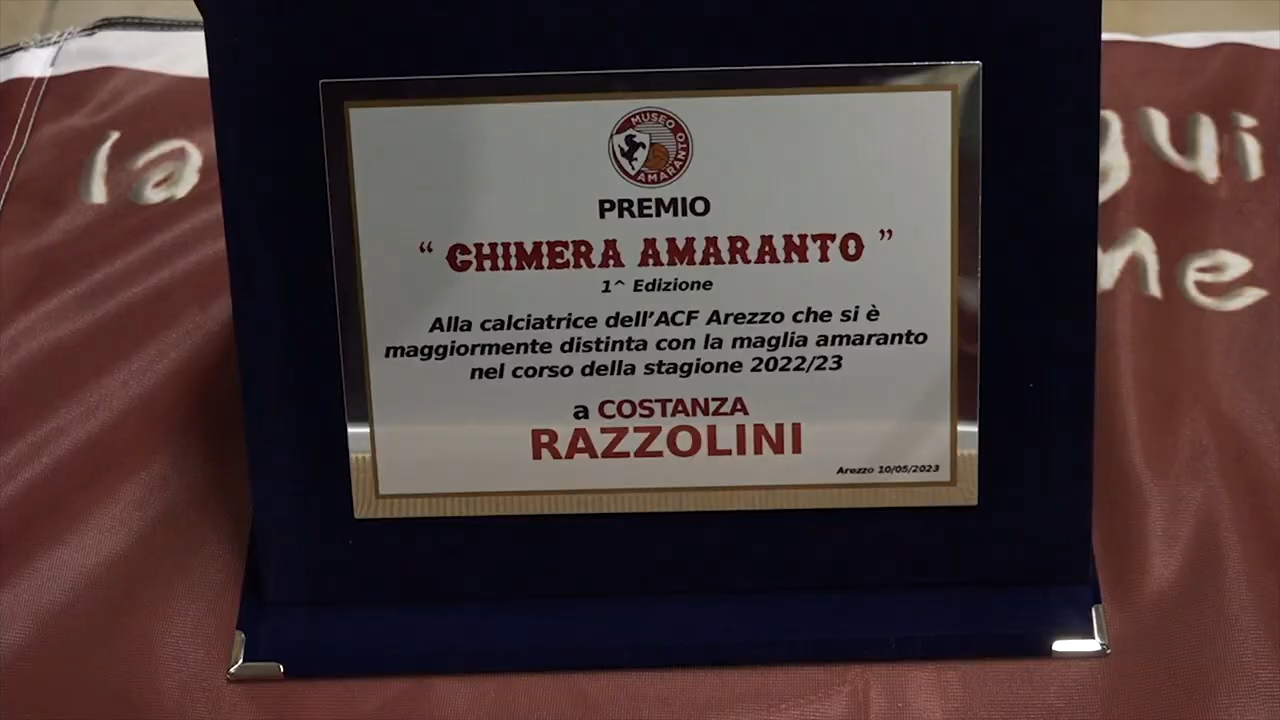 MUSEO
AMARANTO
PREMIO
“ CHIMERA AMARANTO ”
1^ Edizione
Alla calciatrice dell’ACF Arezzo che si è
maggiormente distinta con la maglia amaranto
nel corso della stagione 2022/23
a COSTANZA
RAZZOLINI
Arezzo 10/05/2023
la